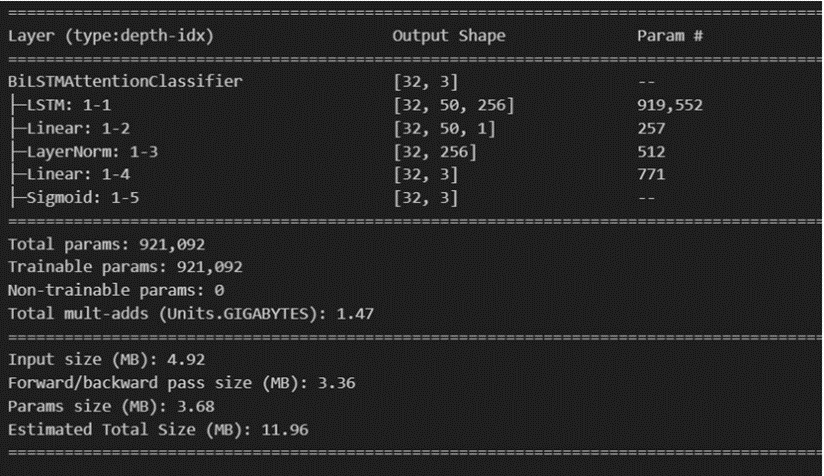 ==========================================================================================
Layer (type:depth-idx)                   Output Shape              Param #
==========================================================================================
BiLSTMAttentionClassifier                [32, 3]                   --
├─LSTM: 1-1                              [32, 50, 256]             919,552
├─Linear: 1-2                            [32, 50, 1]               257
├─LayerNorm: 1-3                         [32, 256]                 512
├─Linear: 1-4                            [32, 3]                   771
├─Sigmoid: 1-5                           [32, 3]                   --
==========================================================================================
Total params: 921,092
Trainable params: 921,092
Non-trainable params: 0
Total mult-adds (Units.GIGABYTES): 1.47
==========================================================================================
Input size (MB): 4.92
Forward/backward pass size (MB): 3.36
Params size (MB): 3.68
Estimated Total Size (MB): 11.96
==========================================================================================